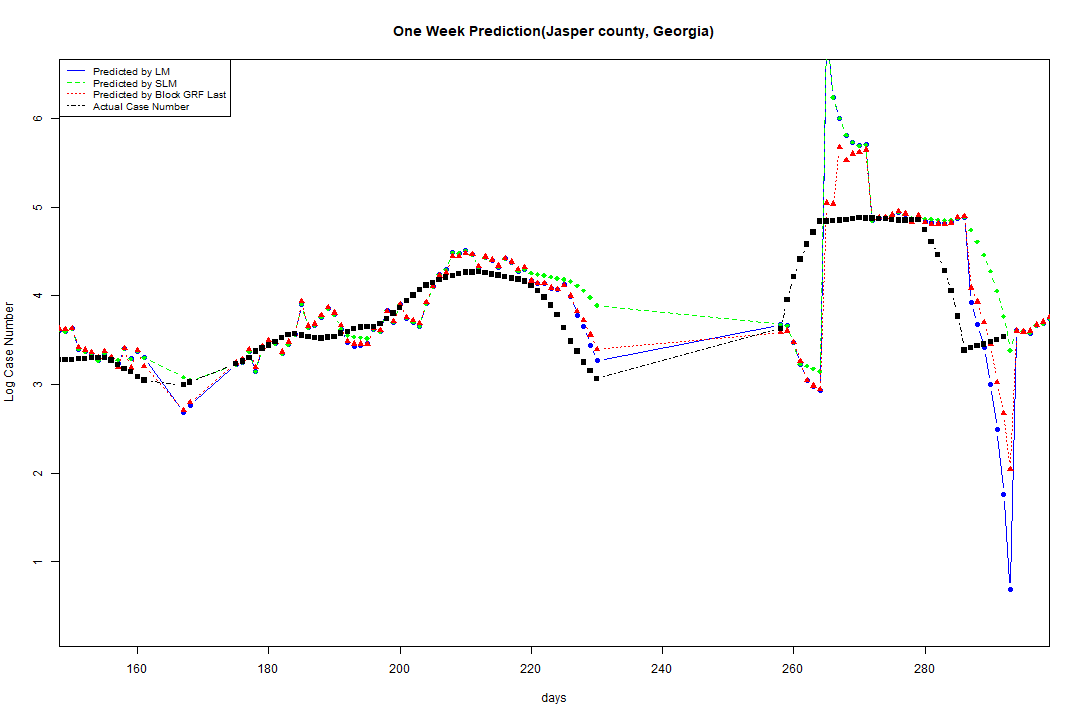 One Week Prediction(Jasper county, Georgia)
Predicted by LM
Predicted by SLM
Predicted by Block GRF Last
Actual Case Number
Log Case Number
6
5
4
3
2
1
160 180 200 220 240 260 280
days